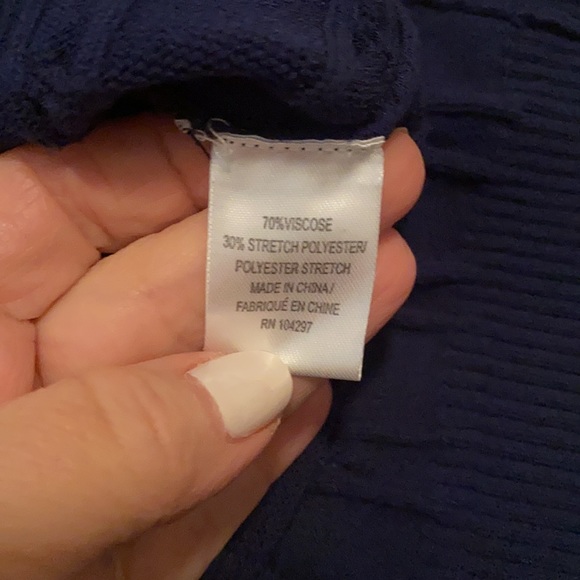 70%VISCOSE
30% STRETCH POLYESTER/
POLYESTER STRETCH
MADE IN CHINA/
FABRIQUÉ EN CHINE
RN 104297